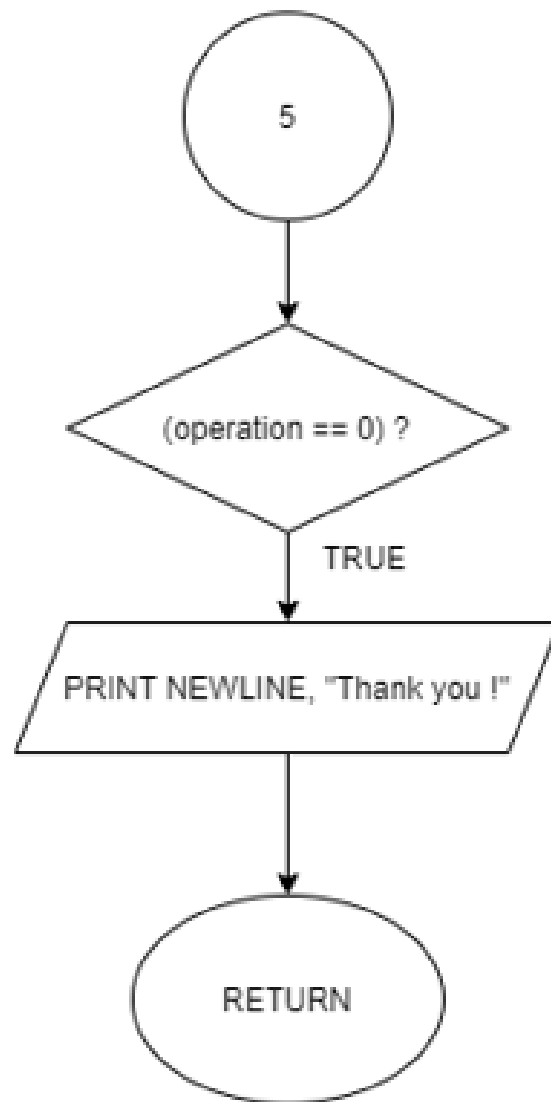 5
(operation == 0) ?
TRUE
PRINT NEWLINE, "Thank you !"
RETURN